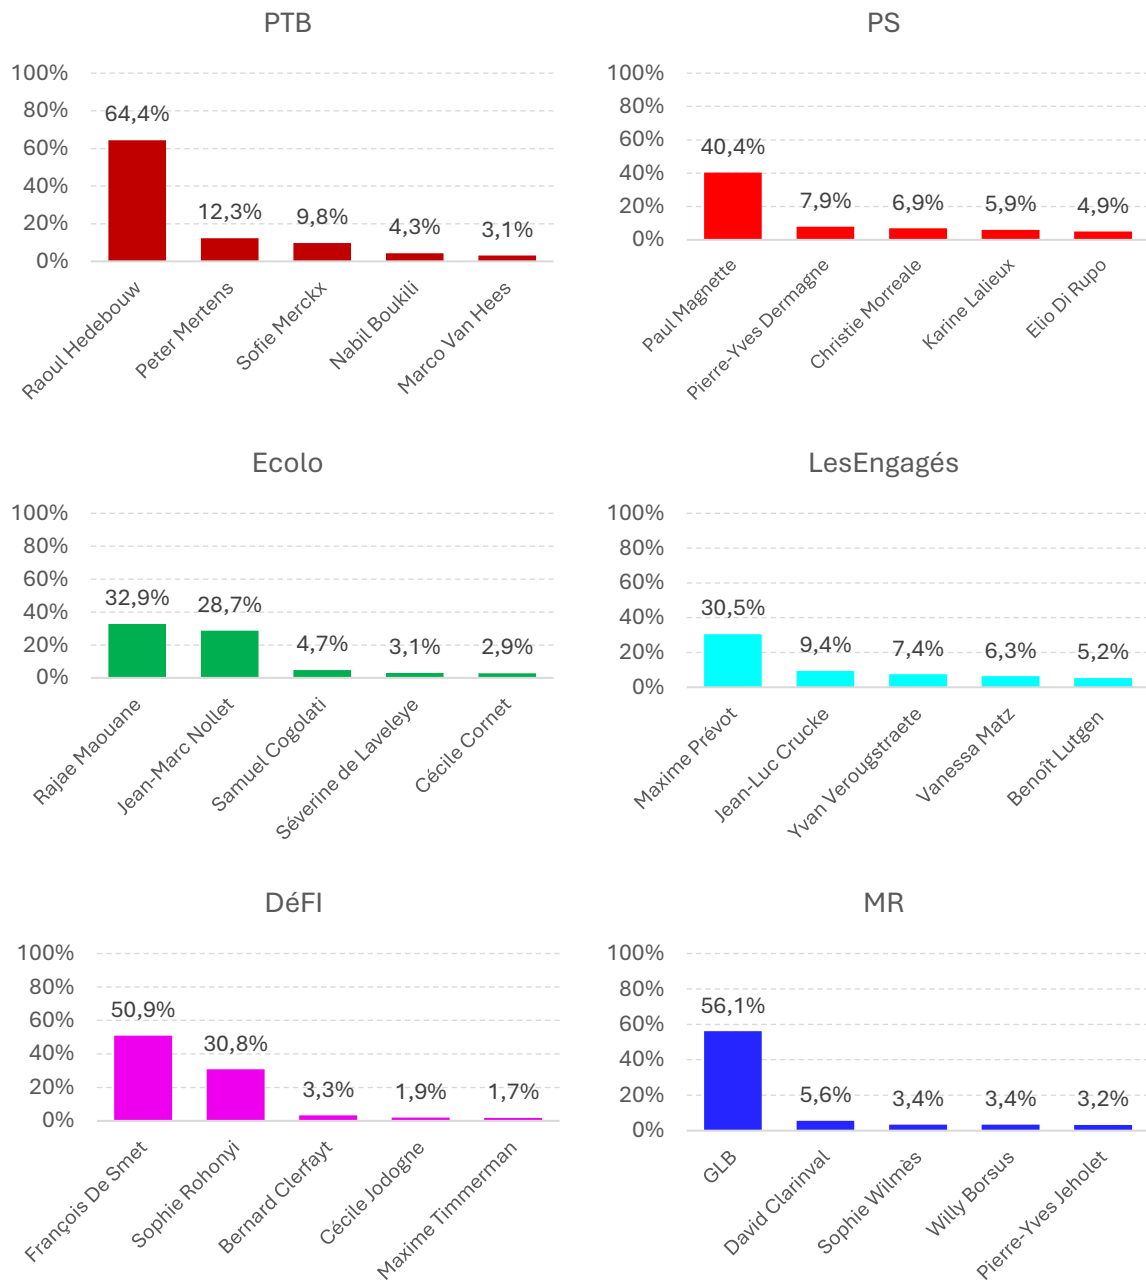 PTB
100%
80%
60%
40%
20%
0%
64,4%
12,3%
9,8%
4,3%
3,1%
Raoul Hedebouw
Peter Mertens
Sofie Merckx
Nabil Boukili
Marco Van Hees
PS
100%
80%
60%
40%
20%
0%
40,4%
7,9%
6,9%
5,9%
4,9%
Paul Magnette
Pierre-Yves Dermagne
Christie Morreale
Karine Lalieux
Elio Di Rupo
Ecolo
100%
80%
60%
40%
20%
0%
32,9%
28,7%
4,7%
3,1%
2,9%
Rajae Maouane
Jean-Marc Nollet
Samuel Cogolati
Séverine de Laveleye
Cécile Cornet
LesEngagés
100%
80%
60%
40%
20%
0%
30,5%
9,4%
7,4%
6,3%
5,2%
Maxime Prévot
Jean-Luc Crucke
Yvan Verougstraete
Vanessa Matz
Benoît Lutgen
DéFI
100%
80%
60%
40%
20%
0%
50,9%
30,8%
3,3%
1,9%
1,7%
François De Smet
Sophie Rohonyi
Bernard Clerfayt
Cécile Jodogne
Maxime Timmerman
MR
100%
80%
60%
40%
20%
0%
56,1%
5,6%
3,4%
3,4%
3,2%
GLB
David Clarinval
Sophie Wilmès
Willy Borsus
Pierre-Yves Jeholet